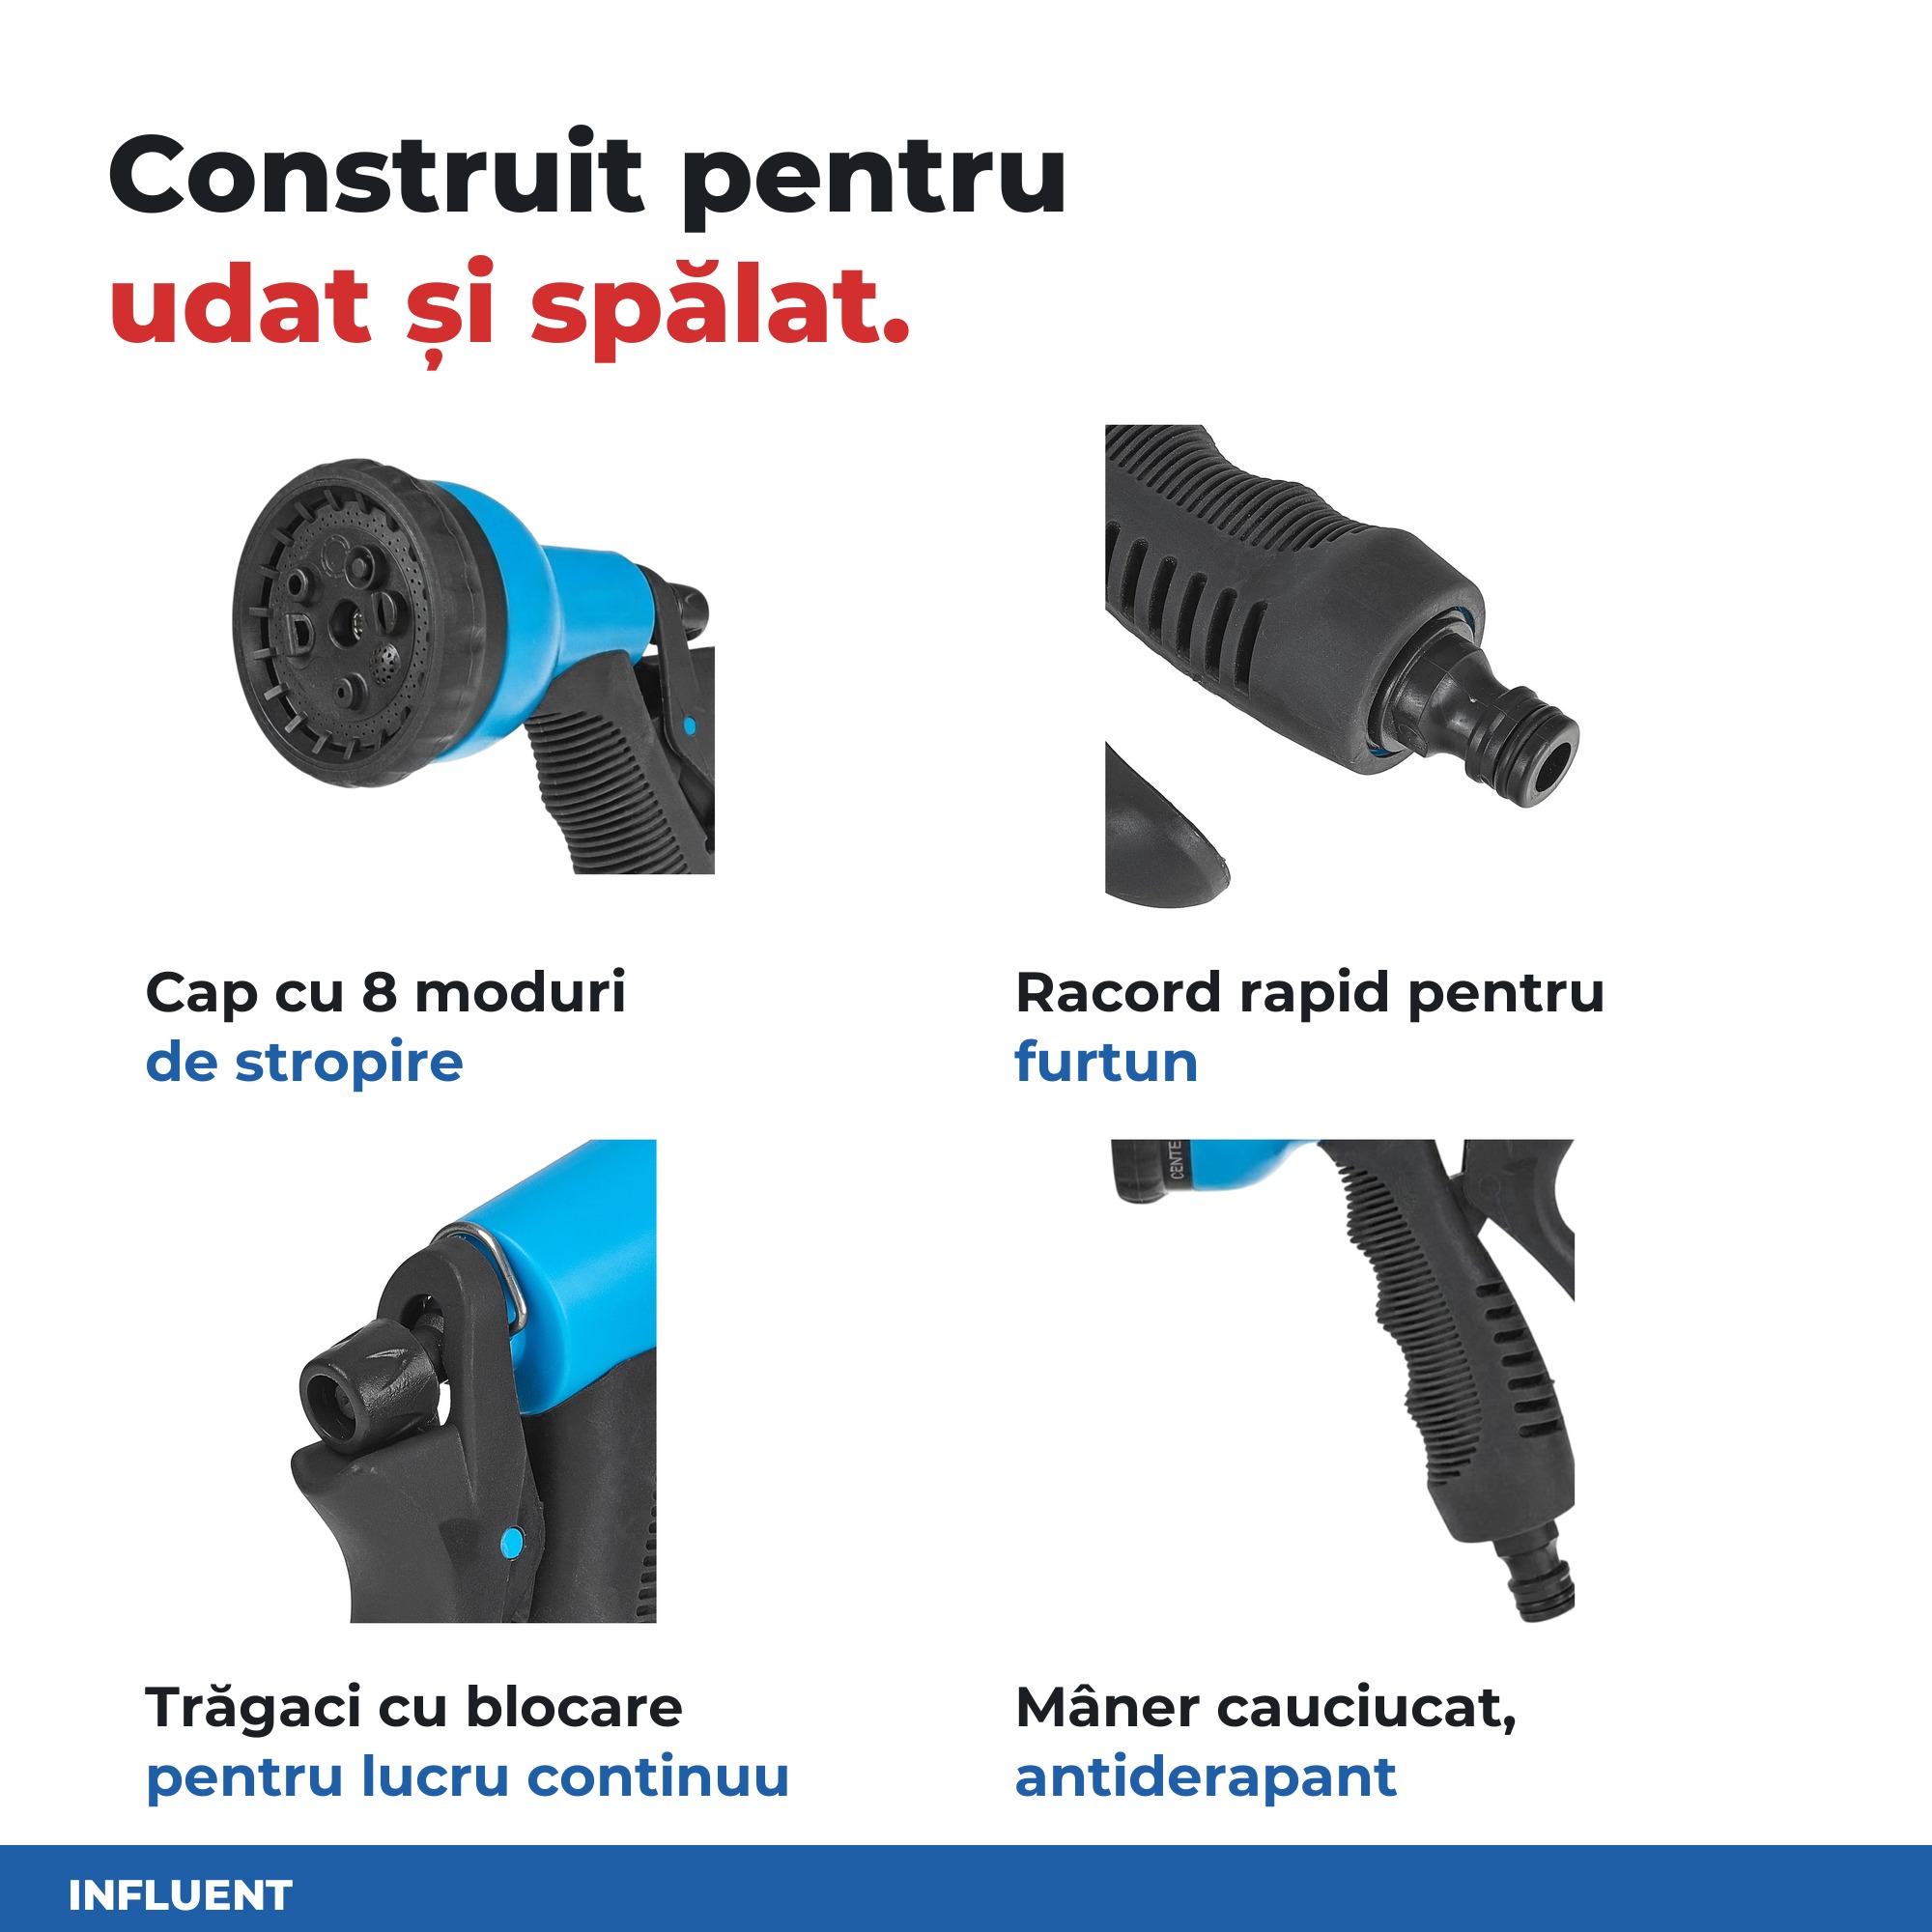 Construit pentru
udat și spălat.
Cap cu 8 moduri
de stropire
Racord rapid pentru
furtun
CENTE
Trăgaci cu blocare
pentru lucru continuu
Mâner cauciucat,
antiderapant
INFLUENT